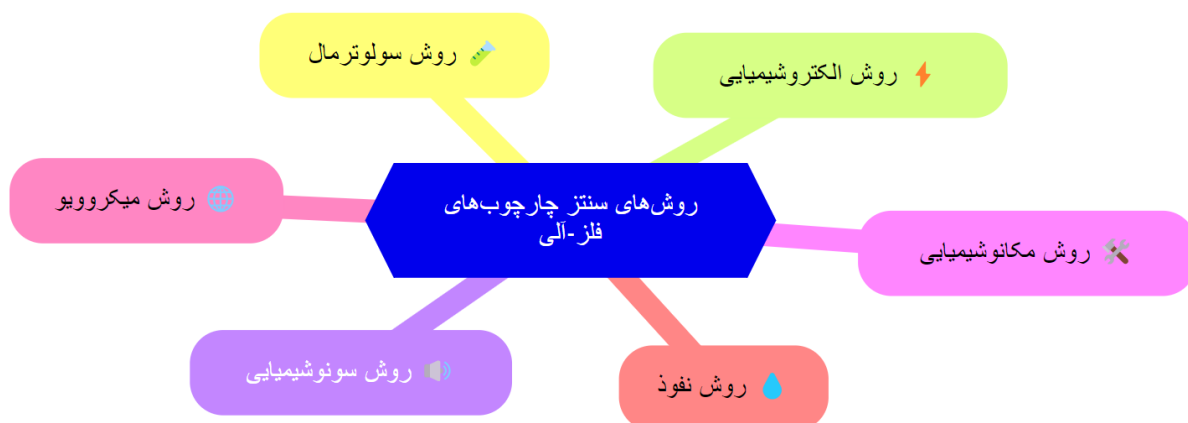 روش سولوترمال
روش الکتروشیمیایی
روش میکروویو
روش‌های سنتز چارچوب‌های
فلز-آلی
روش مکانوشیمیایی
روش سونوشیمیایی
روش نفوذ